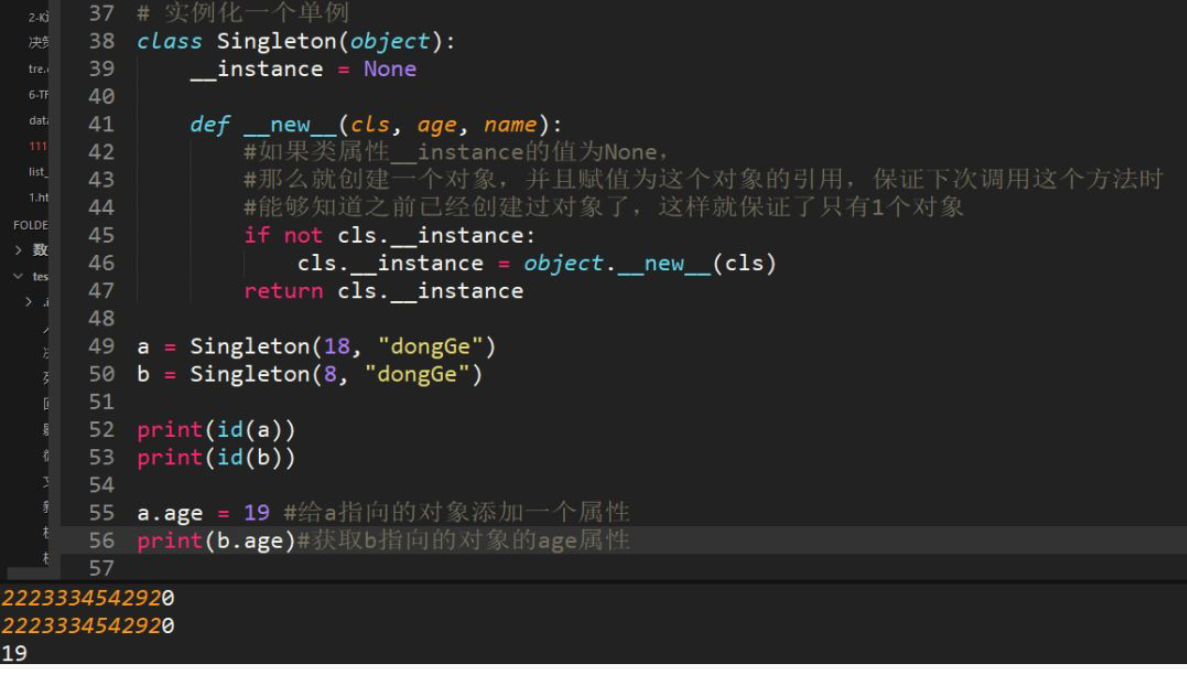 2-Ki
决策
tre.
6-TF
data
111
list_
1.ht
FOLDE
数
tes
37 # 实例化一个单例
38 class Singleton(object):
39 __instance = None
40
41 def __new__(cls, age, name):
42 #如果类属性__instance的值为None,
43 #那么就创建一个对象，并且赋值为这个对象的引用，保证下次调用这个方法时
44 #能够知道之前已经创建过对象了，这样就保证了只有1个对象
45 if not cls.__instance:
46 cls.__instance = object.__new__(cls)
47 return cls.__instance
48
49 a = Singleton(18, "dongGe")
50 b = Singleton(8, "dongGe")
51
52 print(id(a))
53 print(id(b))
54
55 a.age = 19 #给a指向的对象添加一个属性
56 print(b.age)#获取b指向的对象的age属性
57
2223334542920
2223334542920
19